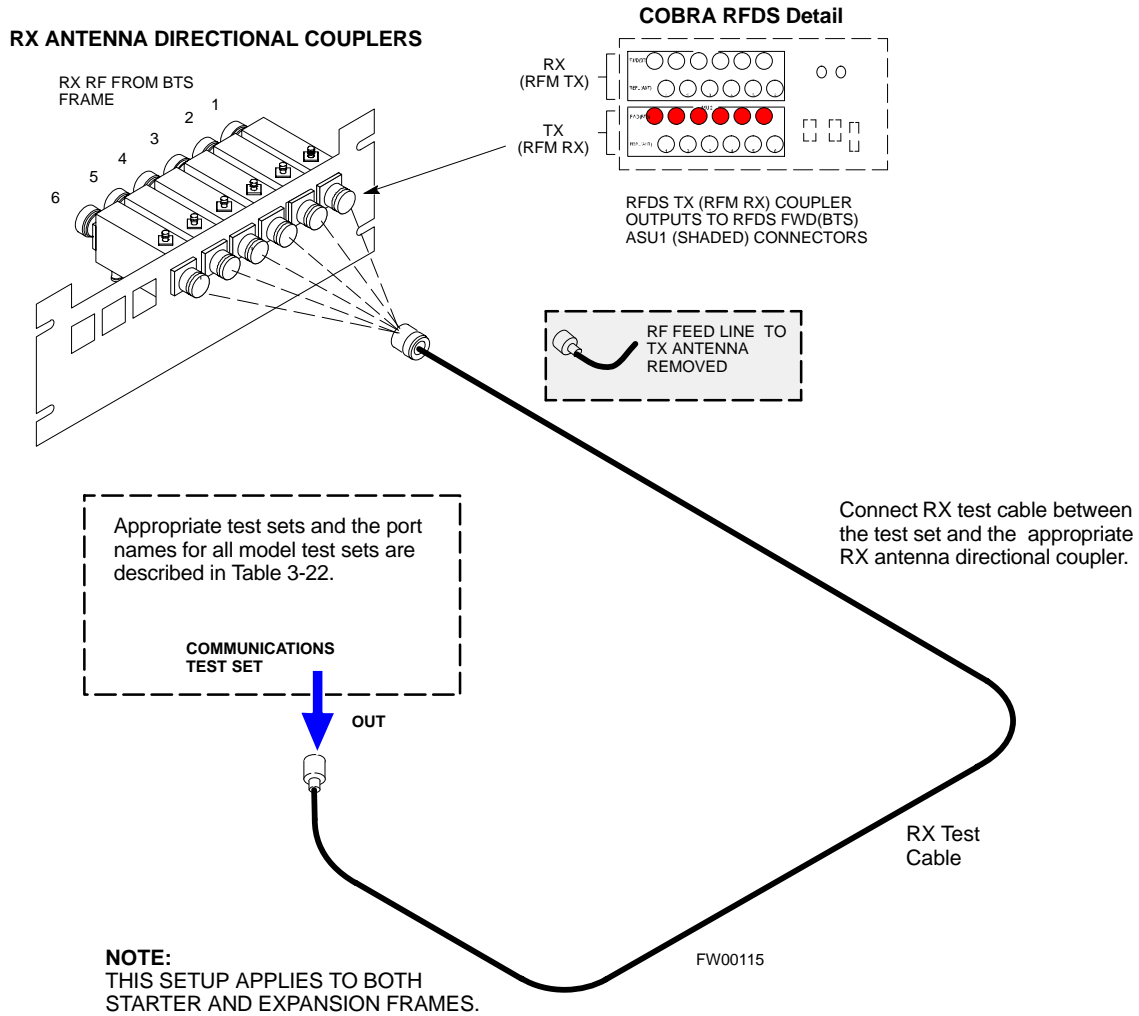 COBRA RFDS Detail
RX ANTENNA DIRECTIONAL COUPLERS
RX RF FROM BTS
FRAME
1
2
3
4
5
6
RX
(RFM TX)
TX
(RFM RX)
RFDS TX (RFM RX) COUPLER
OUTPUTS TO RFDS FWD(BTS)
ASU1 (SHADED) CONNECTORS
RF FEED LINE TO
TX ANTENNA
REMOVED
Appropriate test sets and the port
names for all model test sets are
described in Table 3-22.
COMMUNICATIONS
TEST SET
OUT
Connect RX test cable between
the test set and the appropriate
RX antenna directional coupler.
RX Test
Cable
FW00115
NOTE:
THIS SETUP APPLIES TO BOTH
STARTER AND EXPANSION FRAMES.